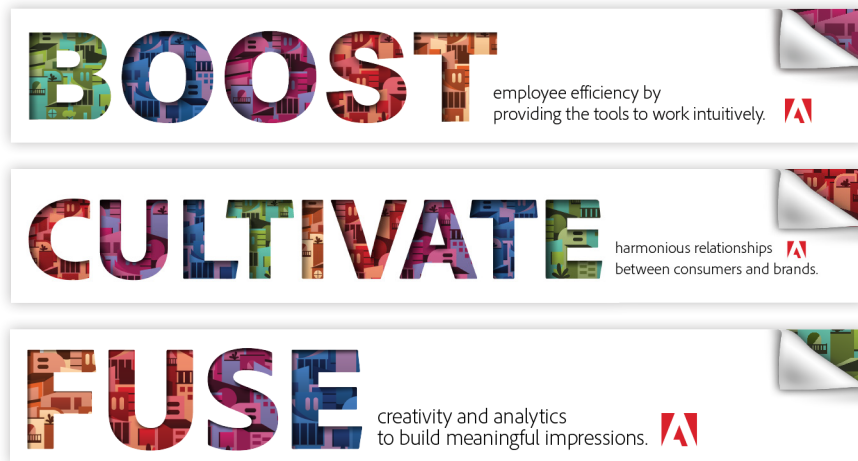 BOOST
employee efficiency by
providing the tools to work intuitively.
CULTIVATE
harmonious relationships
between consumers and brands.
FUSE
creativity and analytics
to build meaningful impressions.